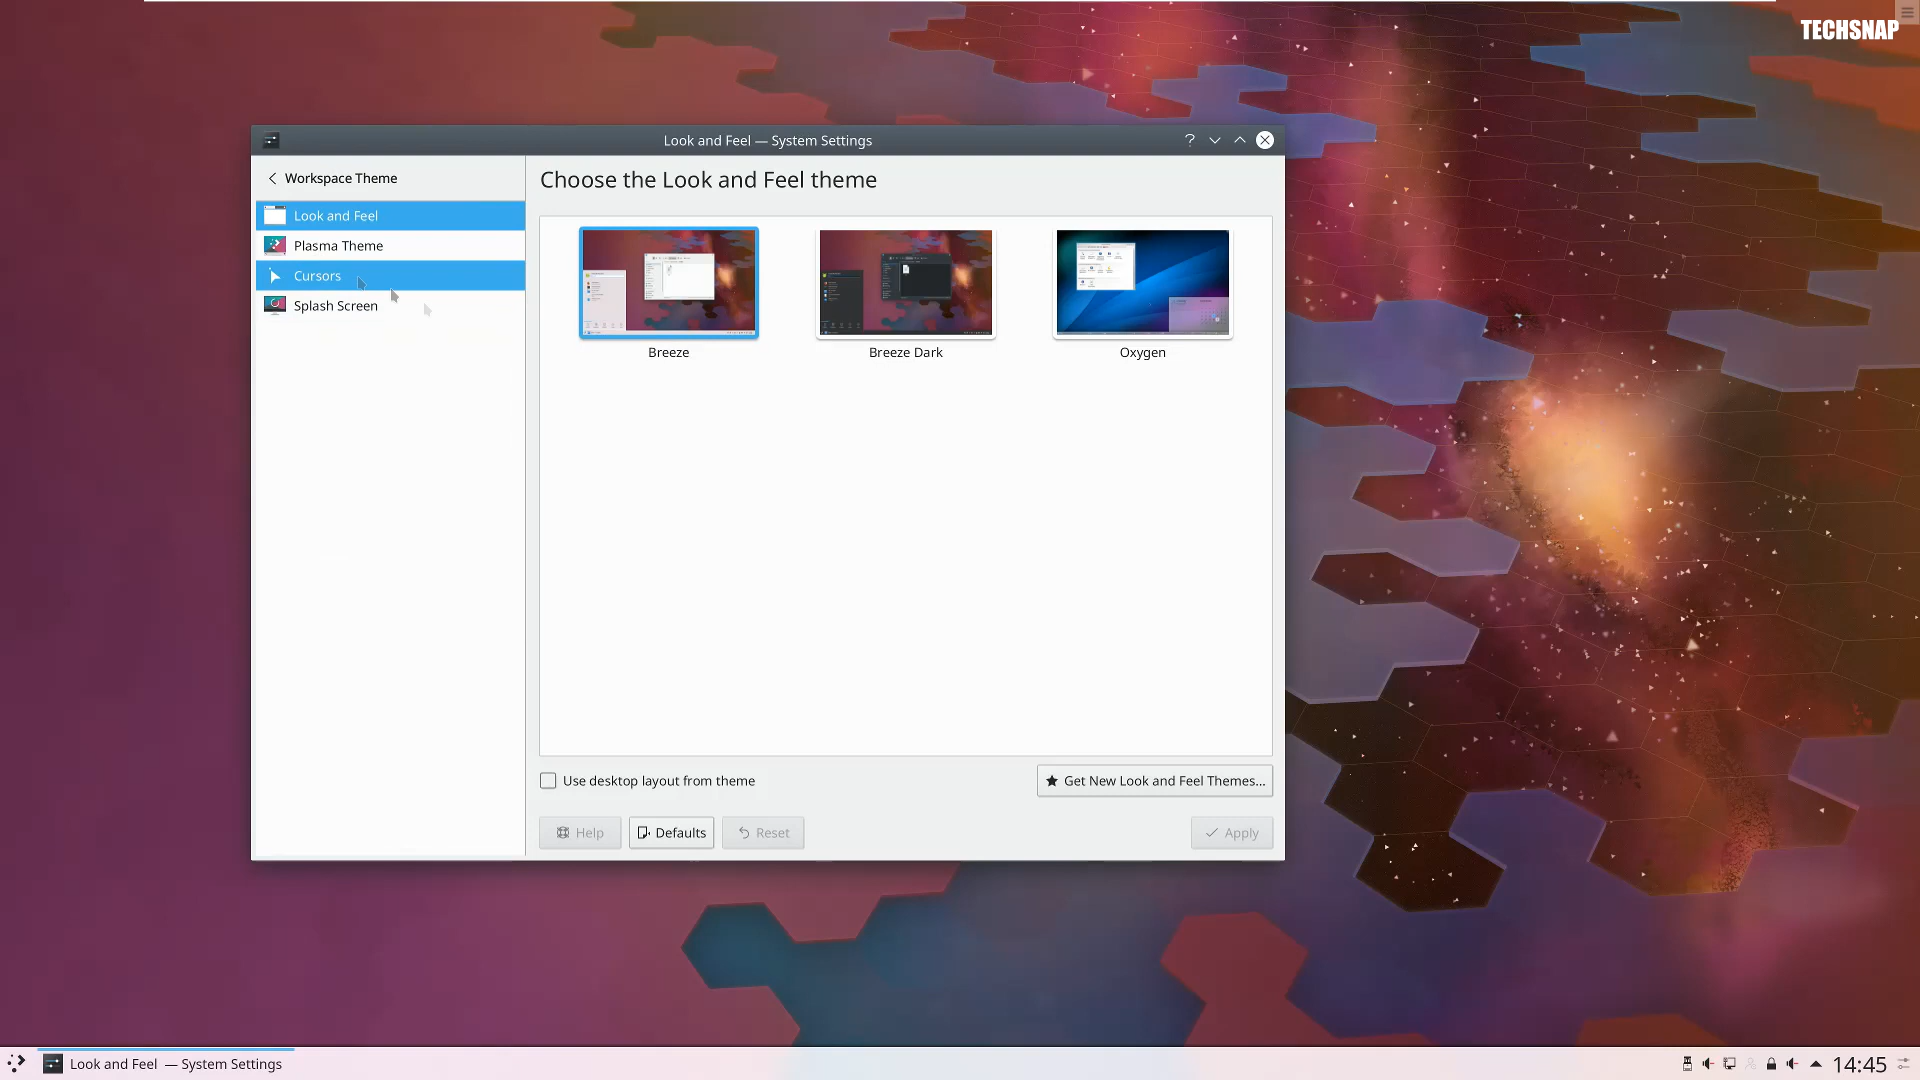 TECHSNAP
Look and Feel — System Settings
Workspace Theme
Look and Feel
Plasma Theme
Cursors
Splash Screen
Choose the Look and Feel theme
Breeze
Breeze Dark
Oxygen
Use desktop layout from theme
Get New Look and Feel Themes...
Help
Defaults
Reset
Apply
Look and Feel — System Settings
14:45